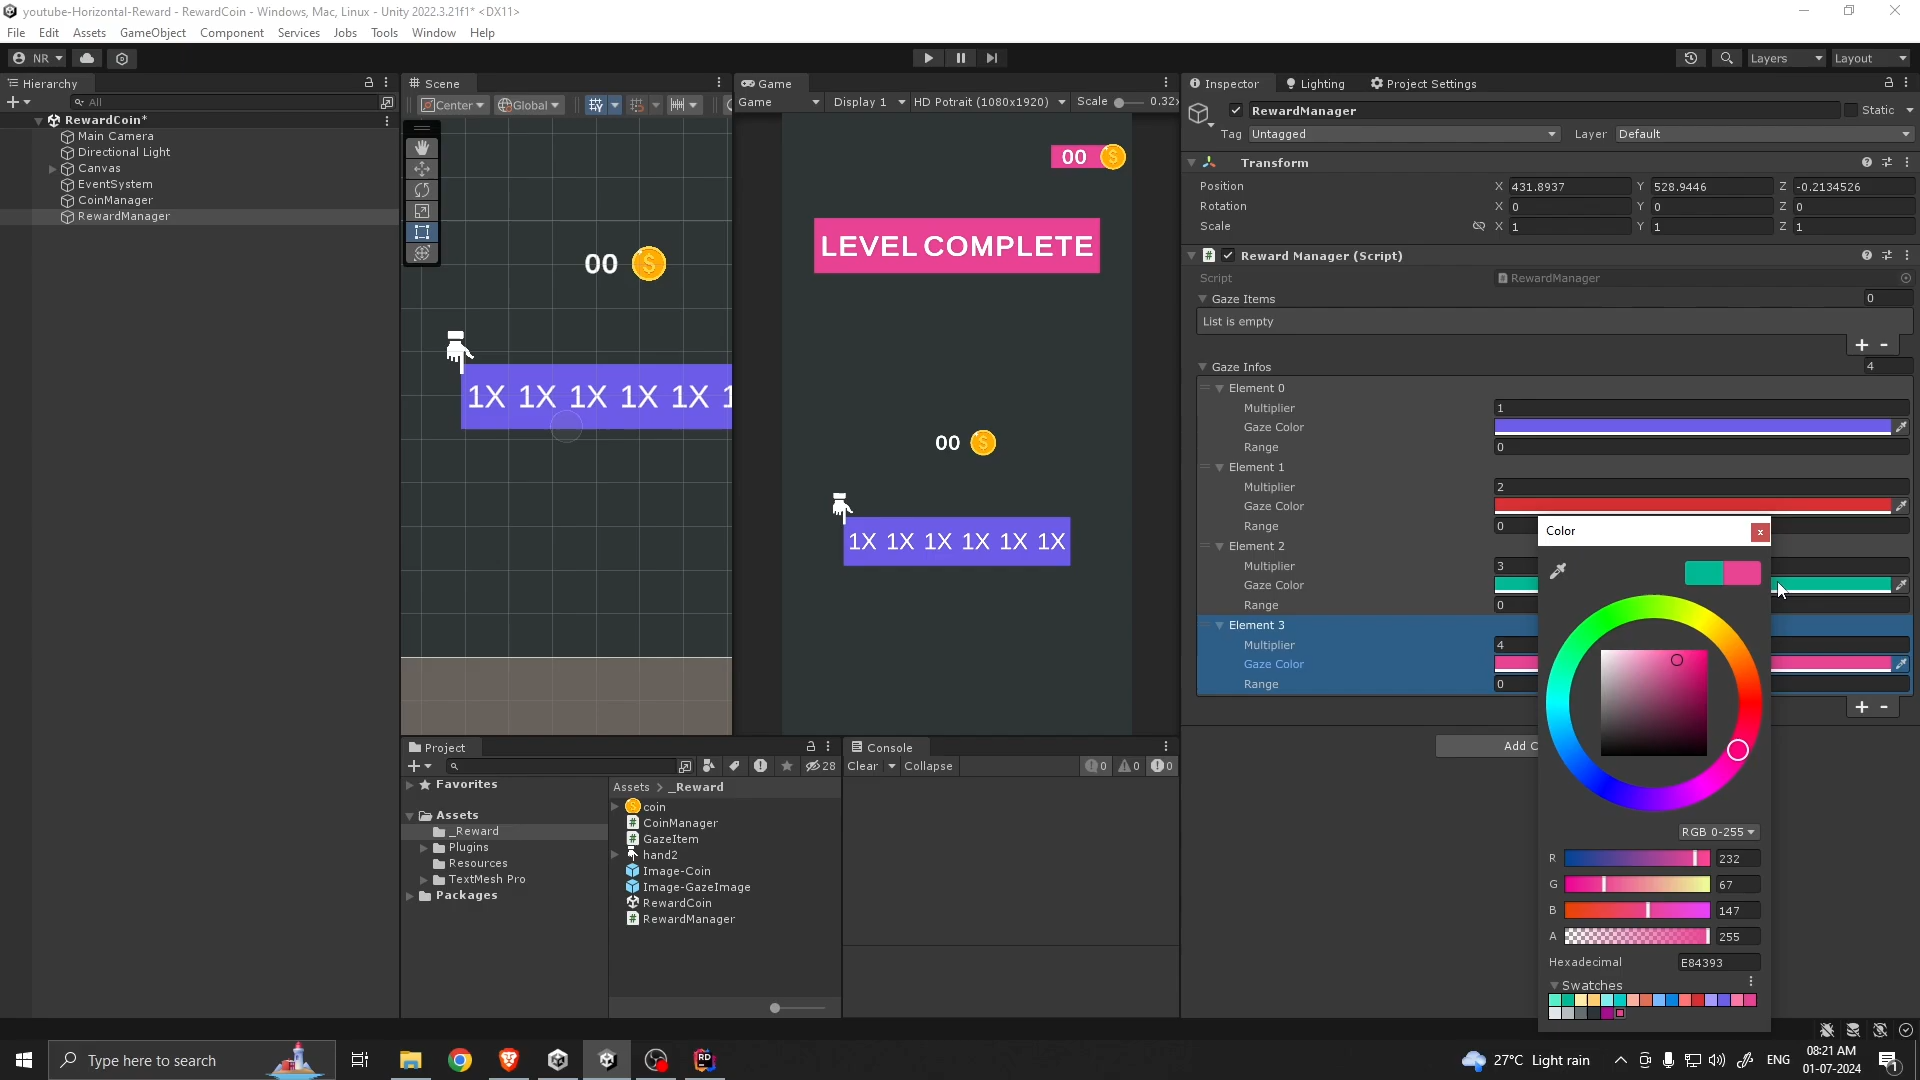 youtube-Horizontal-Reward - RewardCoin - Windows, Mac, Linux - Unity 2022.3.21f1* <DX11>
File Edit Assets GameObject Component Services Jobs Tools Window Help
NR Layers Layout
Hierarchy
All
RewardCoin*
Main Camera
Directional Light
Canvas
EventSystem
CoinManager
RewardManager
Scene
Center Global
00
1X 1X 1X 1X 1X 1
Game
Game Display 1 HD Potrait (1080x1920) Scale 0.32x
00
LEVEL COMPLETE
00
1X 1X 1X 1X 1X 1X
Inspector Lighting Project Settings
RewardManager Static
Tag Untagged Layer Default
Transform
Position X 431.8937 Y 528.9446 Z -0.2134526
Rotation X 0 Y 0 Z 0
Scale X 1 Y 1 Z 1
Reward Manager (Script)
Script RewardManager
Gaze Items 0
List is empty
+ -
Gaze Infos 4
Element 0
Multiplier 1
Gaze Color
Range 0
Element 1
Multiplier 2
Gaze Color
Range 0
Element 2
Multiplier 3
Gaze Color
Range 0
Element 3
Multiplier 4
Gaze Color
Range 0
+ -
Add C
Color
x
RGB 0-255
R 232
G 67
B 147
A 255
Hexadecimal E84393
Swatches
Project
28
Favorites
Assets
_Reward
Plugins
Resources
TextMesh Pro
Packages
Assets > _Reward
coin
CoinManager
GazeItem
hand2
Image-Coin
Image-GazeImage
RewardCoin
RewardManager
Console
Clear Collapse 0 0 0
Type here to search
RD
27°C Light rain
ENG
08:21 AM
01-07-2024
1